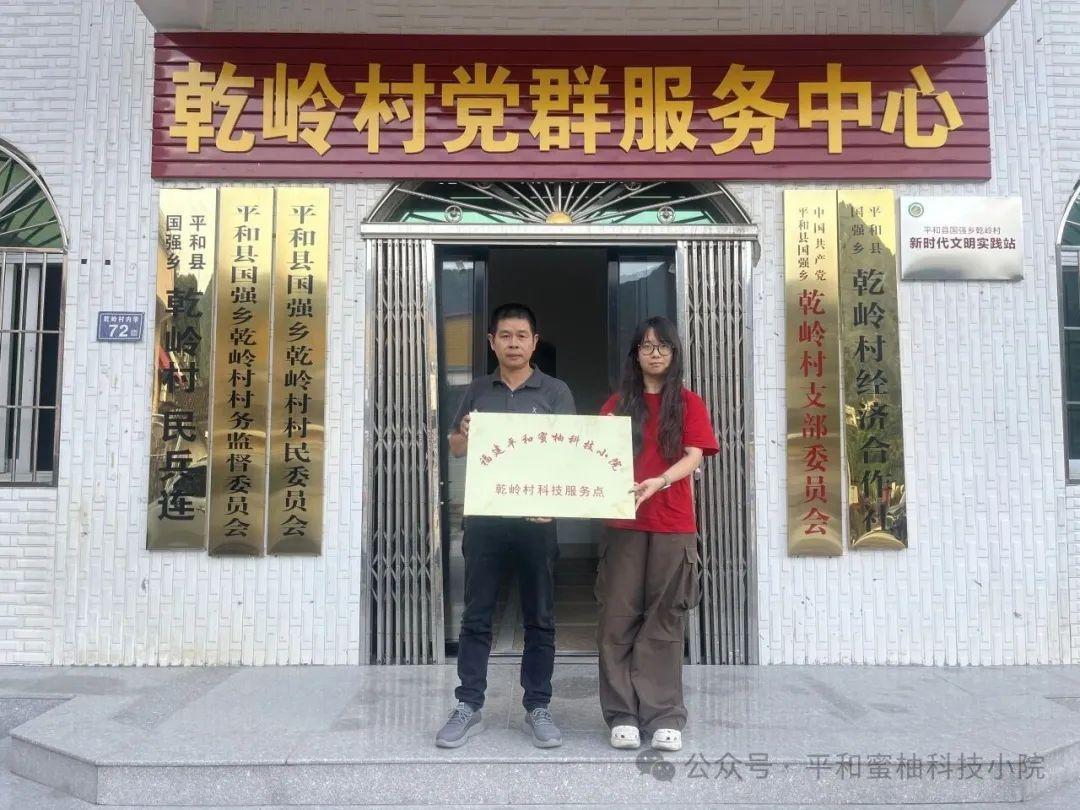 乾岭村党群服务中心
平和县
国强乡
乾岭村民兵连
平和县国强乡乾岭村村务监督委员会
平和县国强乡乾岭村村民委员会
中国共产党
平和县国强乡
乾岭村支部委员会
平和县
国强乡
乾岭村经济合作社
平和县国强乡乾岭村
新时代文明实践站
乾岭村内学
72
福建平和蜜柚科技小院
乾岭村科技服务点
公众号·平和蜜柚科技小院